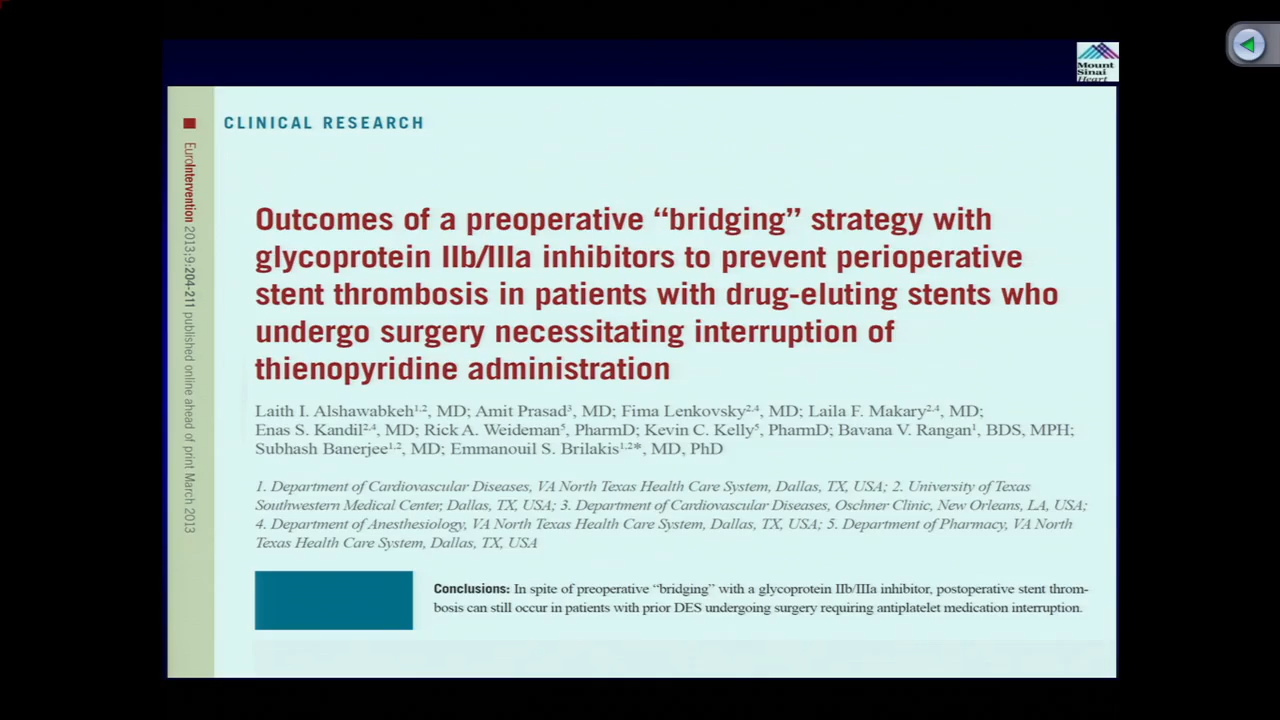 Mount
Sinai
Heart
CLINICAL RESEARCH
EuroIntervention 2013;9:204-211 published online ahead of print March 2013
Outcomes of a preoperative “bridging” strategy with
glycoprotein IIb/IIIa inhibitors to prevent perioperative
stent thrombosis in patients with drug-eluting stents who
undergo surgery necessitating interruption of
thienopyridine administration
Laith I. Alshawabkeh1,2, MD; Amit Prasad3, MD; Fima Lenkovsky2,4, MD; Laila F. Makary2,4, MD;
Enas S. Kandil2,4, MD; Rick A. Weideman5, PharmD; Kevin C. Kelly5, PharmD; Bavana V. Rangan1, BDS, MPH;
Subhash Banerjee1,2, MD; Emmanouil S. Brilakis1,2*, MD, PhD
1. Department of Cardiovascular Diseases, VA North Texas Health Care System, Dallas, TX, USA; 2. University of Texas
Southwestern Medical Center, Dallas, TX, USA; 3. Department of Cardiovascular Diseases, Oschner Clinic, New Orleans, LA, USA;
4. Department of Anesthesiology, VA North Texas Health Care System, Dallas, TX, USA; 5. Department of Pharmacy, VA North
Texas Health Care System, Dallas, TX, USA
Conclusions: In spite of preoperative “bridging” with a glycoprotein IIb/IIIa inhibitor, postoperative stent throm-
bosis can still occur in patients with prior DES undergoing surgery requiring antiplatelet medication interruption.